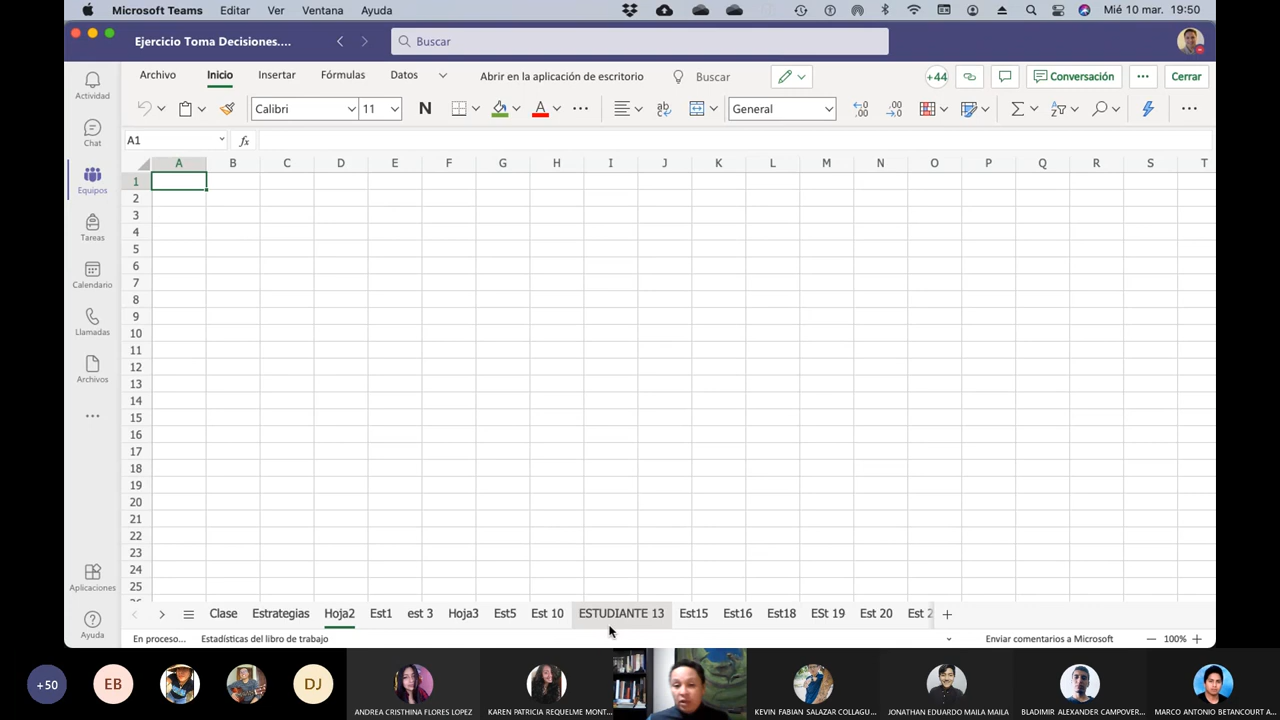 Microsoft Teams Editar Ver Ventana Ayuda Mié 10 mar. 19:50
Ejercicio Toma Decisiones.... Buscar
Actividad
Chat
Equipos
Tareas
Calendario
Llamadas
Archivos
Aplicaciones
Ayuda
Archivo Inicio Insertar Fórmulas Datos Abrir en la aplicación de escritorio Buscar +44 Conversación Cerrar
Calibri 11 N A General
A1 fx
A B C D E F G H I J K L M N O P Q R S T
1
2
3
4
5
6
7
8
9
10
11
12
13
14
15
16
17
18
19
20
21
22
23
24
25
26
Clase Estrategias Hoja2 Est1 est 3 Hoja3 Est5 Est 10 ESTUDIANTE 13 Est15 Est16 Est18 ESt 19 Est 20 Est 2
En proceso... Estadísticas del libro de trabajo Enviar comentarios a Microsoft 100%
+50 EB DJ
ANDREA CRISTHINA FLORES LOPEZ KAREN PATRICIA REQUELME MONT... KEVIN FABIAN SALAZAR COLLAGU... JONATHAN EDUARDO MAILA MAILA BLADIMIR ALEXANDER CAMPOVER... MARCO ANTONIO BETANCOURT A...